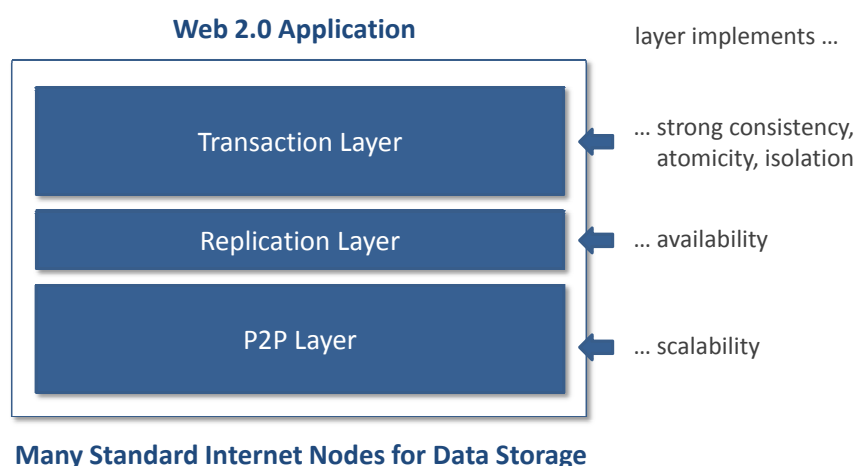 Web 2.0 Application
layer implements …
Transaction Layer
… strong consistency,
atomicity, isolation
Replication Layer
… availability
P2P Layer
… scalability
Many Standard Internet Nodes for Data Storage